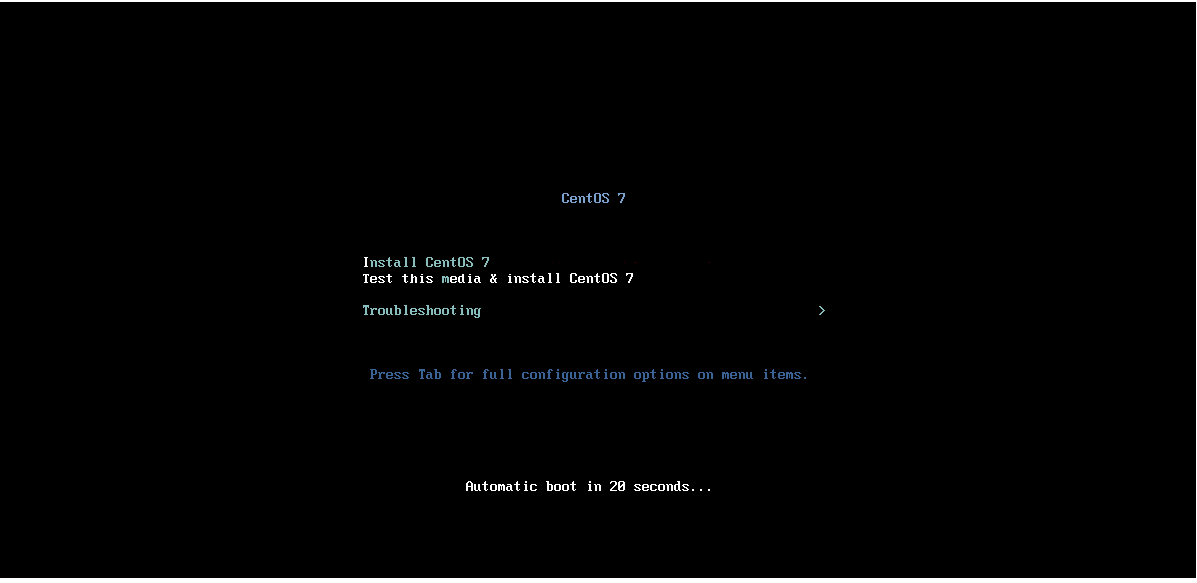 CentOS 7
Install CentOS 7
Test this media & install CentOS 7
Troubleshooting >
Press Tab for full configuration options on menu items.
Automatic boot in 20 seconds...